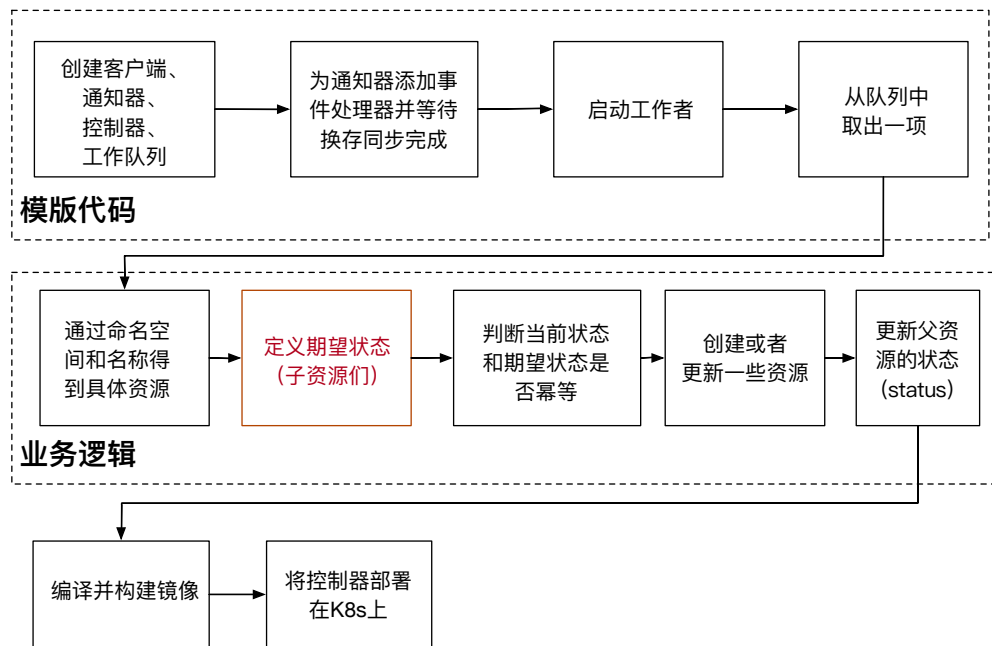 创建客户端、
通知器、
控制器、
工作队列
为通知器添加事
件处理器并等待
换存同步完成
启动工作者
从队列中
取出一项
模版代码
通过命名空
间和名称得
到具体资源
定义期望状态
（子资源们）
判断当前状态
和期望状态是
否幂等
创建或者
更新一些资源
更新父资
源的状态
（status）
业务逻辑
编译并构建镜像
将控制器部署
在K8s上